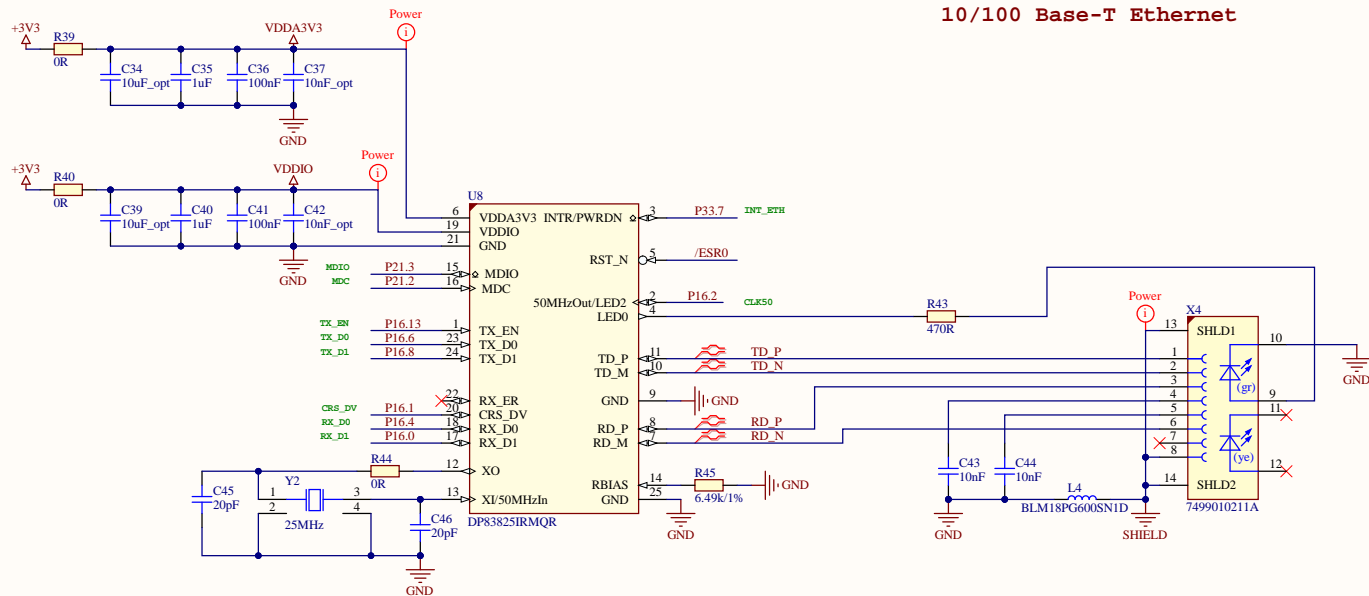 10/100 Base-T Ethernet
Power
+3V3
R39
0R
VDDA3V3
i
C34
10uF_opt
C35
1uF
C36
100nF
C37
10nF_opt
GND
Power
+3V3
R40
0R
VDDIO
i
C39
10uF_opt
C40
1uF
C41
100nF
C42
10nF_opt
GND
U8
6 VDDA3V3
19 VDDIO
21 GND
MDIO P21.3 15 MDIO
MDC P21.2 16 MDC
TX_EN P16.13 1 TX_EN
TX_D0 P16.6 23 TX_D0
TX_D1 P16.8 24 TX_D1
22 RX_ER
CRS_DV P16.1 20 CRS_DV
RX_D0 P16.4 18 RX_D0
RX_D1 P16.0 17 RX_D1
12 XO
13 XI/50MHzIn
INTR/PWRDN 3 P33.7 INT_ETH
RST_N 5 /ESR0
50MHzOut/LED2 2 P16.2 CLK50
LED0 4
TD_P 11 TD_P
TD_M 10 TD_N
GND 9 GND
RD_P 8 RD_P
RD_M 7 RD_N
RBIAS 14
GND 25
DP83825IRMQR
R44
0R
C45
20pF
Y2
1
2
3
4
25MHz
C46
20pF
GND
R45
6.49k/1%
GND
GND
R43
470R
C43
10nF
C44
10nF
L4
BLM18PG600SN1D
GND
SHIELD
Power
i
X4
13 SHLD1
1
2
3
4
5
6
7
8
14 SHLD2
10
9
11
12
(gr)
(ye)
7499010211A
GND